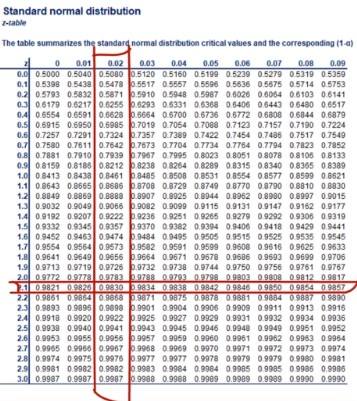 Standard normal distribution
z-table
The table summarizes the standard normal distribution critical values and the corresponding (1-α)
z 0 0.01 0.02 0.03 0.04 0.05 0.06 0.07 0.08 0.09
0.0 0.5000 0.5040 0.5080 0.5120 0.5160 0.5199 0.5239 0.5279 0.5319 0.5359
0.1 0.5398 0.5438 0.5478 0.5517 0.5557 0.5596 0.5636 0.5675 0.5714 0.5753
0.2 0.5793 0.5832 0.5871 0.5910 0.5948 0.5987 0.6026 0.6064 0.6103 0.6141
0.3 0.6179 0.6217 0.6255 0.6293 0.6331 0.6368 0.6406 0.6443 0.6480 0.6517
0.4 0.6554 0.6591 0.6628 0.6664 0.6700 0.6736 0.6772 0.6808 0.6844 0.6879
0.5 0.6915 0.6950 0.6985 0.7019 0.7054 0.7088 0.7123 0.7157 0.7190 0.7224
0.6 0.7257 0.7291 0.7324 0.7357 0.7389 0.7422 0.7454 0.7486 0.7517 0.7549
0.7 0.7580 0.7611 0.7642 0.7673 0.7704 0.7734 0.7764 0.7794 0.7823 0.7852
0.8 0.7881 0.7910 0.7939 0.7967 0.7995 0.8023 0.8051 0.8078 0.8106 0.8133
0.9 0.8159 0.8186 0.8212 0.8238 0.8264 0.8289 0.8315 0.8340 0.8365 0.8389
1.0 0.8413 0.8438 0.8461 0.8485 0.8508 0.8531 0.8554 0.8577 0.8599 0.8621
1.1 0.8643 0.8665 0.8686 0.8708 0.8729 0.8749 0.8770 0.8790 0.8810 0.8830
1.2 0.8849 0.8869 0.8888 0.8907 0.8925 0.8944 0.8962 0.8980 0.8997 0.9015
1.3 0.9032 0.9049 0.9066 0.9082 0.9099 0.9115 0.9131 0.9147 0.9162 0.9177
1.4 0.9192 0.9207 0.9222 0.9236 0.9251 0.9265 0.9279 0.9292 0.9306 0.9319
1.5 0.9332 0.9345 0.9357 0.9370 0.9382 0.9394 0.9406 0.9418 0.9429 0.9441
1.6 0.9452 0.9463 0.9474 0.9484 0.9495 0.9505 0.9515 0.9525 0.9535 0.9545
1.7 0.9554 0.9564 0.9573 0.9582 0.9591 0.9599 0.9608 0.9616 0.9625 0.9633
1.8 0.9641 0.9649 0.9656 0.9664 0.9671 0.9678 0.9686 0.9693 0.9699 0.9706
1.9 0.9713 0.9719 0.9726 0.9732 0.9738 0.9744 0.9750 0.9756 0.9761 0.9767
2.0 0.9772 0.9778 0.9783 0.9788 0.9793 0.9798 0.9803 0.9808 0.9812 0.9817
2.1 0.9821 0.9826 0.9830 0.9834 0.9838 0.9842 0.9846 0.9850 0.9854 0.9857
2.2 0.9861 0.9864 0.9868 0.9871 0.9875 0.9878 0.9881 0.9884 0.9887 0.9890
2.3 0.9893 0.9896 0.9898 0.9901 0.9904 0.9906 0.9909 0.9911 0.9913 0.9916
2.4 0.9918 0.9920 0.9922 0.9925 0.9927 0.9929 0.9931 0.9932 0.9934 0.9936
2.5 0.9938 0.9940 0.9941 0.9943 0.9945 0.9946 0.9948 0.9949 0.9951 0.9952
2.6 0.9953 0.9955 0.9956 0.9957 0.9959 0.9960 0.9961 0.9962 0.9963 0.9964
2.7 0.9965 0.9966 0.9967 0.9968 0.9969 0.9970 0.9971 0.9972 0.9973 0.9974
2.8 0.9974 0.9975 0.9976 0.9977 0.9977 0.9978 0.9979 0.9979 0.9980 0.9981
2.9 0.9981 0.9982 0.9982 0.9983 0.9984 0.9984 0.9985 0.9985 0.9986 0.9986
3.0 0.9987 0.9987 0.9987 0.9988 0.9988 0.9989 0.9989 0.9989 0.9990 0.9990